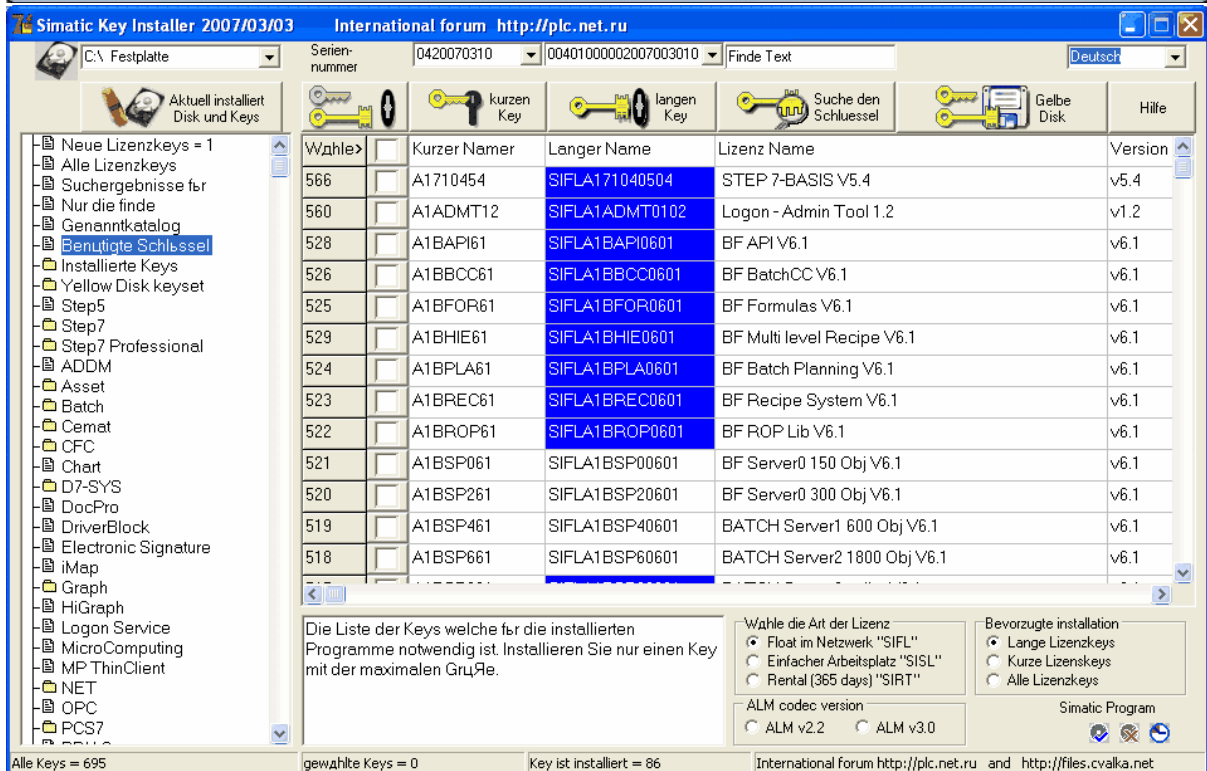 Simatic Key Installer 2007/03/03 International forum http://plc.net.ru
C:\ Festplatte
Serien-
nummer
0420070310
00401000002007003010
Finde Text
Deutsch
Aktuell installiert
Disk und Keys
kurzen
Key
langen
Key
Suche den
Schluessel
Gelbe
Disk
Hilfe
Neue Lizenzkeys = 1
Alle Lizenzkeys
Suchergebnisse fьr
Nur die finde
Genanntkatalog
Benцtigte Schlьssel
Installierte Keys
Yellow Disk keyset
Step5
Step7
Step7 Professional
ADDM
Asset
Batch
Cemat
CFC
Chart
D7-SYS
DocPro
DriverBlock
Electronic Signature
iMap
Graph
HiGraph
Logon Service
MicroComputing
MP ThinClient
NET
OPC
PCS7
Wдhle> Kurzer Namer Langer Name Lizenz Name Version
566 A1710454 SIFLA171040504 STEP 7-BASIS V5.4 v5.4
560 A1ADMT12 SIFLA1ADMT0102 Logon - Admin Tool 1.2 v1.2
528 A1BAPI61 SIFLA1BAPI0601 BF API V6.1 v6.1
526 A1BBCC61 SIFLA1BBCC0601 BF BatchCC V6.1 v6.1
525 A1BFOR61 SIFLA1BFOR0601 BF Formulas V6.1 v6.1
529 A1BHIE61 SIFLA1BHIE0601 BF Multi level Recipe V6.1 v6.1
524 A1BPLA61 SIFLA1BPLA0601 BF Batch Planning V6.1 v6.1
523 A1BREC61 SIFLA1BREC0601 BF Recipe System V6.1 v6.1
522 A1BROP61 SIFLA1BROP0601 BF ROP Lib V6.1 v6.1
521 A1BSP061 SIFLA1BSP00601 BF Server0 150 Obj V6.1 v6.1
520 A1BSP261 SIFLA1BSP20601 BF Server0 300 Obj V6.1 v6.1
519 A1BSP461 SIFLA1BSP40601 BATCH Server1 600 Obj V6.1 v6.1
518 A1BSP661 SIFLA1BSP60601 BATCH Server2 1800 Obj V6.1 v6.1
Die Liste der Keys welche fьr die installierten
Programme notwendig ist. Installieren Sie nur einen Key
mit der maximalen GrцЯe.
Wдhle die Art der Lizenz
Float im Netzwerk "SIFL"
Einfacher Arbeitsplatz "SISL"
Rental (365 days) "SIRT"
ALM codec version
ALM v2.2 ALM v3.0
Bevorzugte installation
Lange Lizenzkeys
Kurze Lizenskeys
Alle Lizenzkeys
Simatic Program
Alle Keys = 695 gewдhlte Keys = 0 Key ist installiert = 86 International forum http://plc.net.ru and http://files.cvalka.net